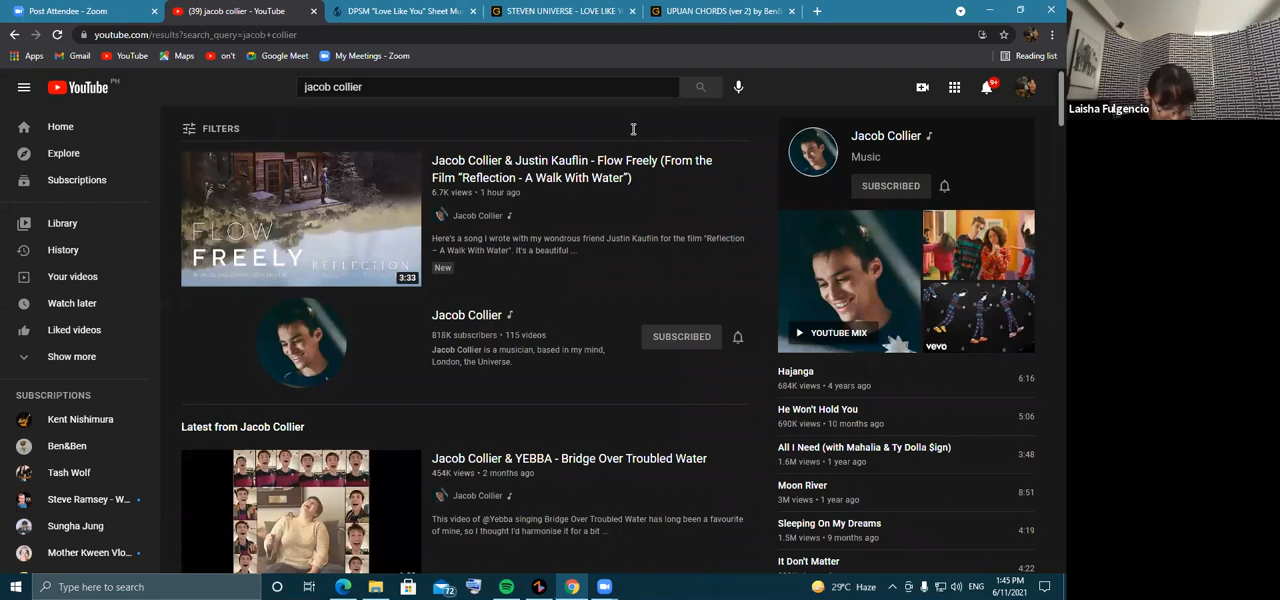 Post Attendee - Zoom
(39) jacob collier - YouTube
DPSM "Love Like You" Sheet Mu
STEVEN UNIVERSE - LOVE LIKE Y
UPUAN CHORDS (ver 2) by Ben&
youtube.com/results?search_query=jacob+collier
Apps
Gmail
YouTube
Maps
on't
Google Meet
My Meetings - Zoom
Reading list
YouTube PH
jacob collier
9+
Home
Explore
Subscriptions
Library
History
Your videos
Watch later
Liked videos
Show more
SUBSCRIPTIONS
Kent Nishimura
Ben&Ben
Tash Wolf
Steve Ramsey - W...
Sungha Jung
Mother Kween Vlo...
FILTERS
FLOW
FREELY REFLECTION
3:33
Jacob Collier & Justin Kauflin - Flow Freely (From the
Film "Reflection - A Walk With Water")
6.7K views • 1 hour ago
Jacob Collier
Here's a song I wrote with my wondrous friend Justin Kauflin for the film "Reflection
– A Walk With Water". It's a beautiful ...
New
Jacob Collier
818K subscribers • 115 videos
Jacob Collier is a musician, based in my mind,
London, the Universe.
SUBSCRIBED
Latest from Jacob Collier
Jacob Collier & YEBBA - Bridge Over Troubled Water
454K views • 2 months ago
Jacob Collier
This video of @Yebba singing Bridge Over Troubled Water has long been a favourite
of mine, so I thought I'd harmonise it for a bit ...
Jacob Collier
Music
SUBSCRIBED
YOUTUBE MIX
vevo
Hajanga
684K views • 4 years ago
6:16
He Won't Hold You
690K views • 10 months ago
5:06
All I Need (with Mahalia & Ty Dolla $ign)
1.6M views • 1 year ago
3:48
Moon River
3M views • 1 year ago
8:51
Sleeping On My Dreams
1.5M views • 9 months ago
4:19
It Don't Matter
4:22
Laisha Fulgencio
Type here to search
72
29°C Haze
ENG
1:45 PM
6/11/2021